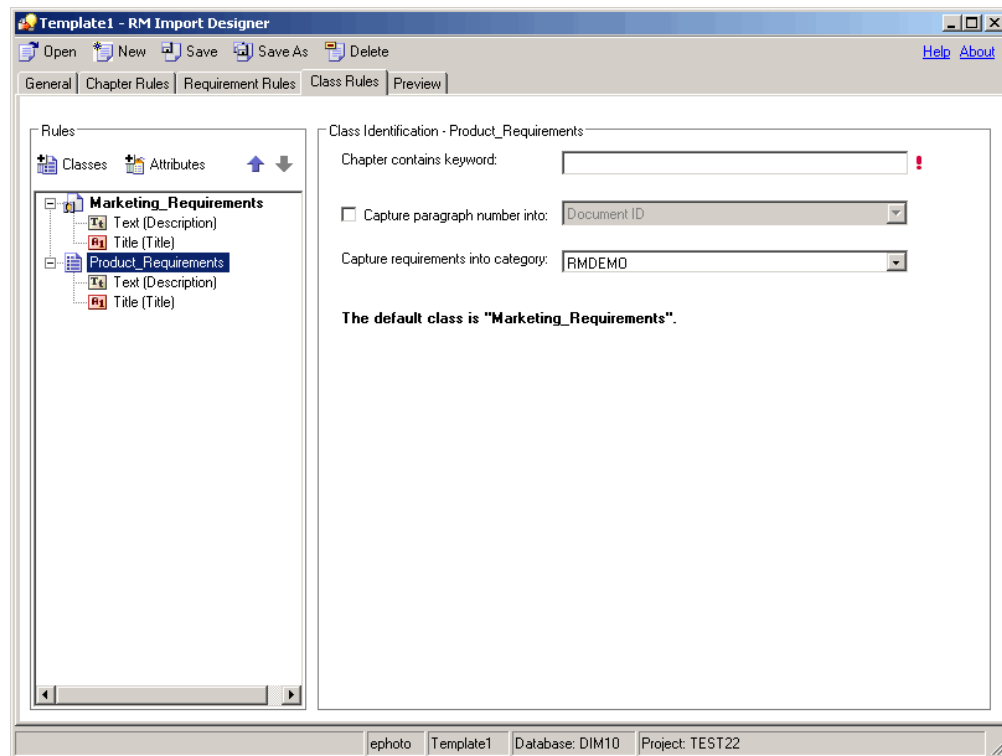 Template1 - RM Import Designer
Open New Save Save As Delete Help About
General Chapter Rules Requirement Rules Class Rules Preview
Rules
Classes Attributes
Marketing_Requirements
Text (Description)
Title (Title)
Product_Requirements
Text (Description)
Title (Title)
Class Identification - Product_Requirements
Chapter contains keyword: !
Capture paragraph number into: Document ID
Capture requirements into category: RMDEMO
The default class is "Marketing_Requirements".
ephoto Template1 Database: DIM10 Project: TEST22